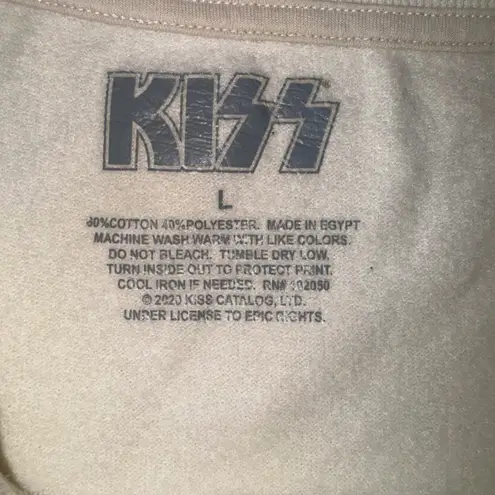 KISS
L
60%COTTON 40%POLYESTER. MADE IN EGYPT
MACHINE WASH WARM WITH LIKE COLORS.
DO NOT BLEACH. TUMBLE DRY LOW.
TURN INSIDE OUT TO PROTECT PRINT.
COOL IRON IF NEEDED. RN#
© 2020 KISS CATALOG, LTD.
UNDER LICENSE TO EPIC RIGHTS.